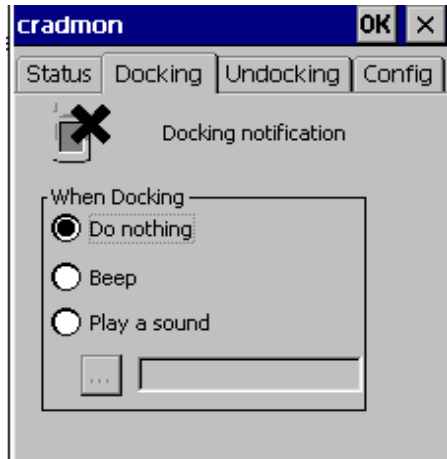 cradmon OK ×
Status Docking Undocking Config
Docking notification
When Docking
Do nothing
Beep
Play a sound
...